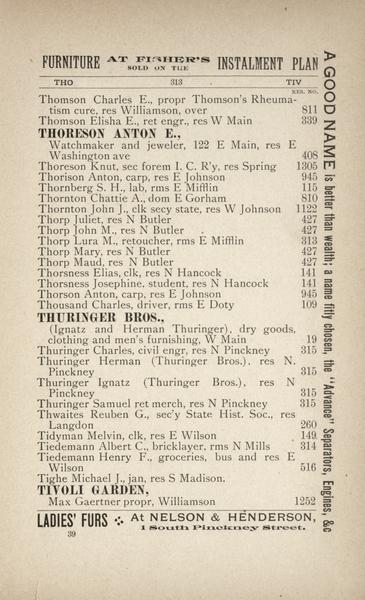 FURNITURE AT FISHER'S INSTALMENT PLAN
SOLD ON THE
THO 313 TIV
RES. NO.
Thomson Charles E., propr Thomson's Rheuma-
tism cure, res Williamson, over 811
Thomson Elisha E., ret engr., res W Main 339
THORESON ANTON E.,
Watchmaker and jeweler, 122 E Main, res E
Washington ave 408
Thoreson Knut, sec forem I. C. R'y, res Spring 1305
Thorison Anton, carp, res E Johnson 945
Thornberg S. H., lab, rms E Mifflin 115
Thornton Chattie A., dom E Gorham 810
Thornton John J., clk secy state, res W Johnson 1122
Thorp Juliet, res N Butler 427
Thorp John M., res N Butler 427
Thorp Lura M., retoucher, rms E Mifflin 313
Thorp Mary, res N Butler 427
Thorp Maud, res N Butler 427
Thorsness Elias, clk, res N Hancock 141
Thorsness Josephine, student, res N Hancock 141
Thorson Anton, carp, res E Johnson 945
Thousand Charles, driver, rms E Doty 109
THURINGER BROS.,
(Ignatz and Herman Thuringer), dry goods,
clothing and men's furnishing, W Main 19
Thuringer Charles, civil engr, res N Pinckney 315
Thuringer Herman (Thuringer Bros.), res N.
Pinckney 315
Thuringer Ignatz (Thuringer Bros.), res N
Pinckney 315
Thuringer Samuel ret merch, res N Pinckney 315
Thwaites Reuben G., sec'y State Hist. Soc., res
Langdon 260
Tidyman Melvin, clk, res E Wilson 149
Tiedemann Albert C., bricklayer, rms N Mills 314
Tiedemann Henry F., groceries, bus and res E
Wilson 516
Tighe Michael J., jan, res S Madison.
TIVOLI GARDEN,
Max Gaertner propr, Williamson 1252
LADIES' FURS At NELSON & HENDERSON,
1 South Pinckney Street.
39
A GOOD NAME is better than wealth; a name fitly chosen, the "Advance" Separators, Engines, &c